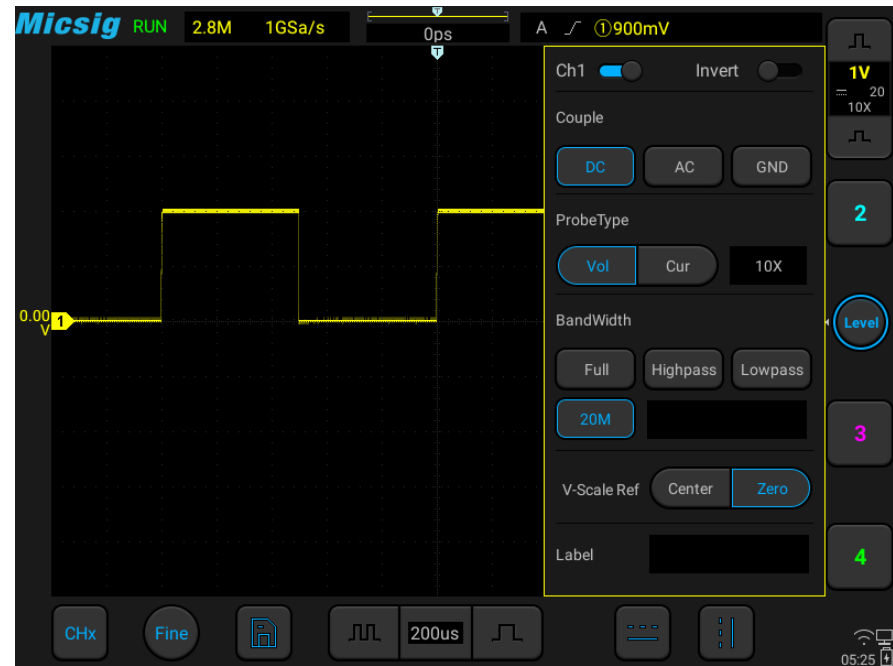 Micsig RUN 2.8M 1GSa/s 0ps A ①900mV
T
T
Ch1 Invert
1V
20
10X
Couple
DC AC GND
2
ProbeType
Vol Cur 10X
0.00 1
V
BandWidth
Level
Full Highpass Lowpass
20M
3
V-Scale Ref Center Zero
Label
4
CHx Fine 200us
05:25